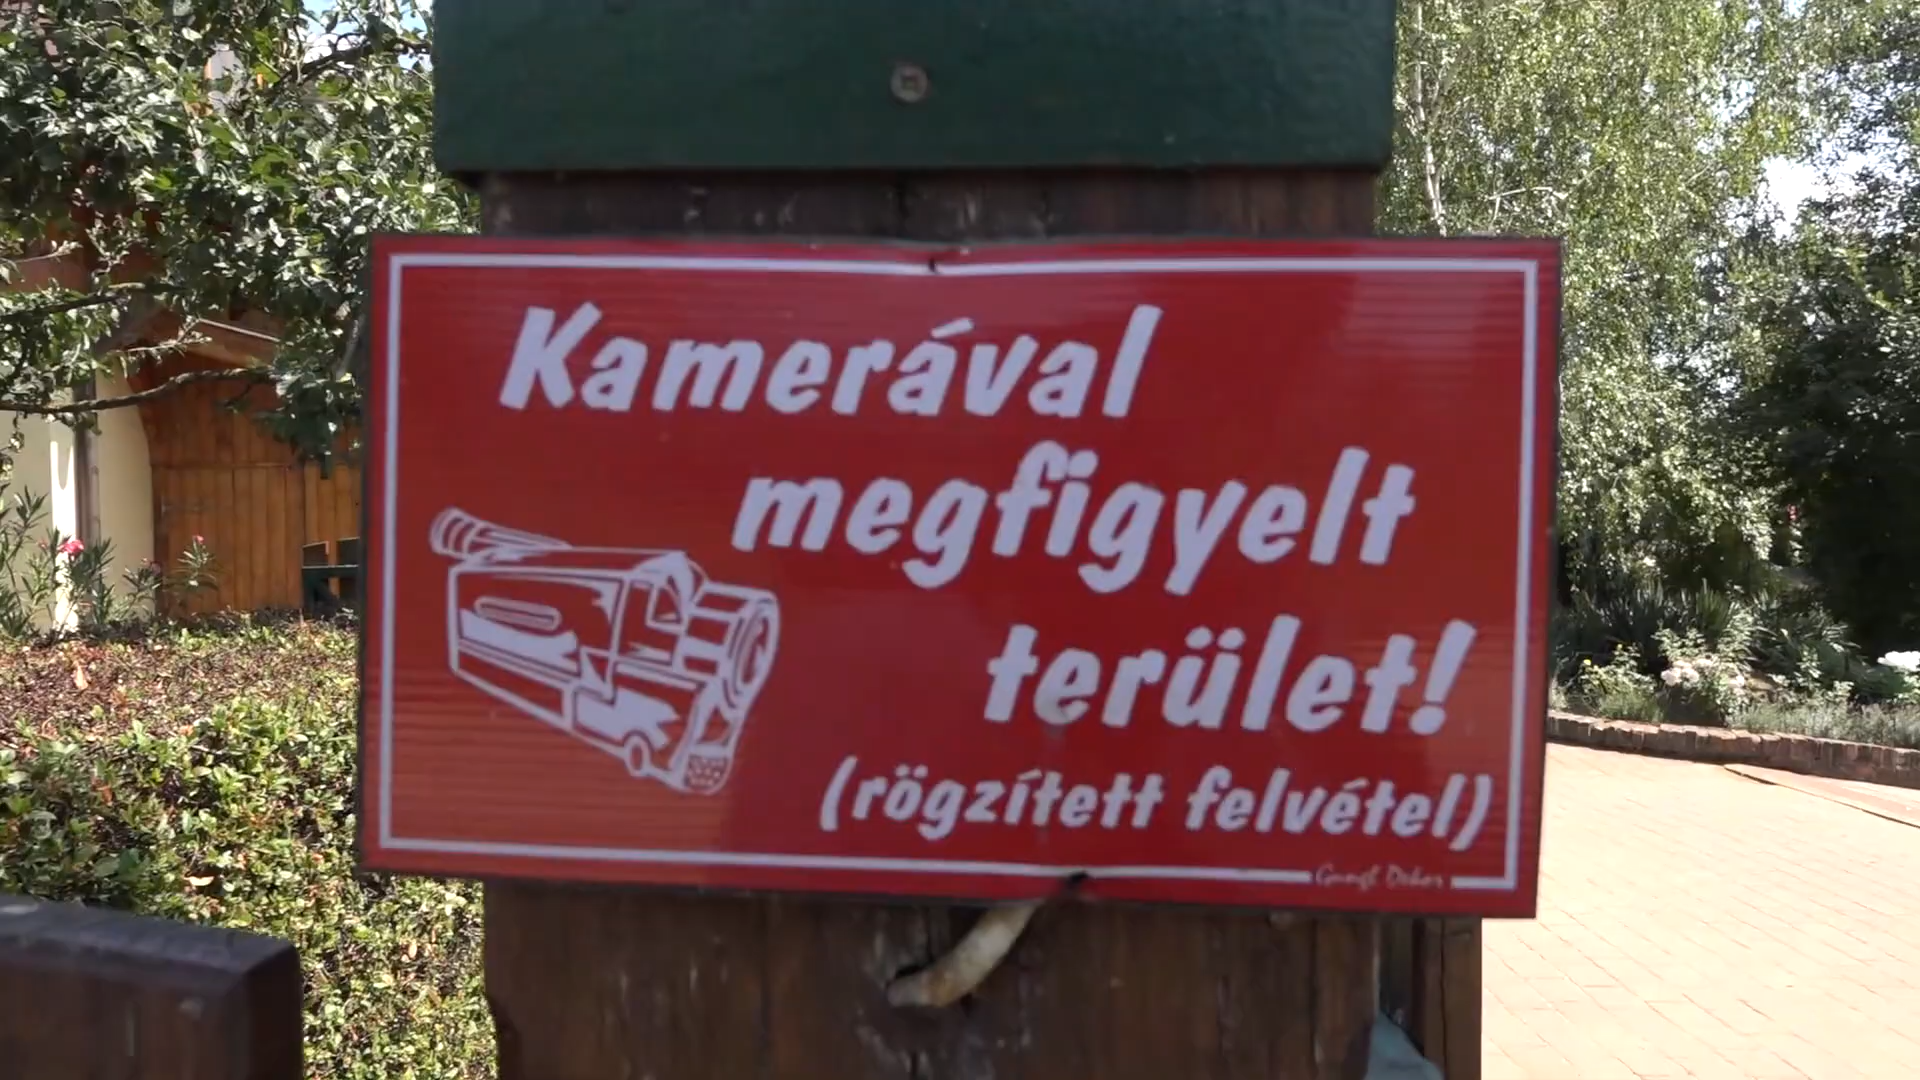 Kamerával
megfigyelt
terület!
(rögzített felvétel)